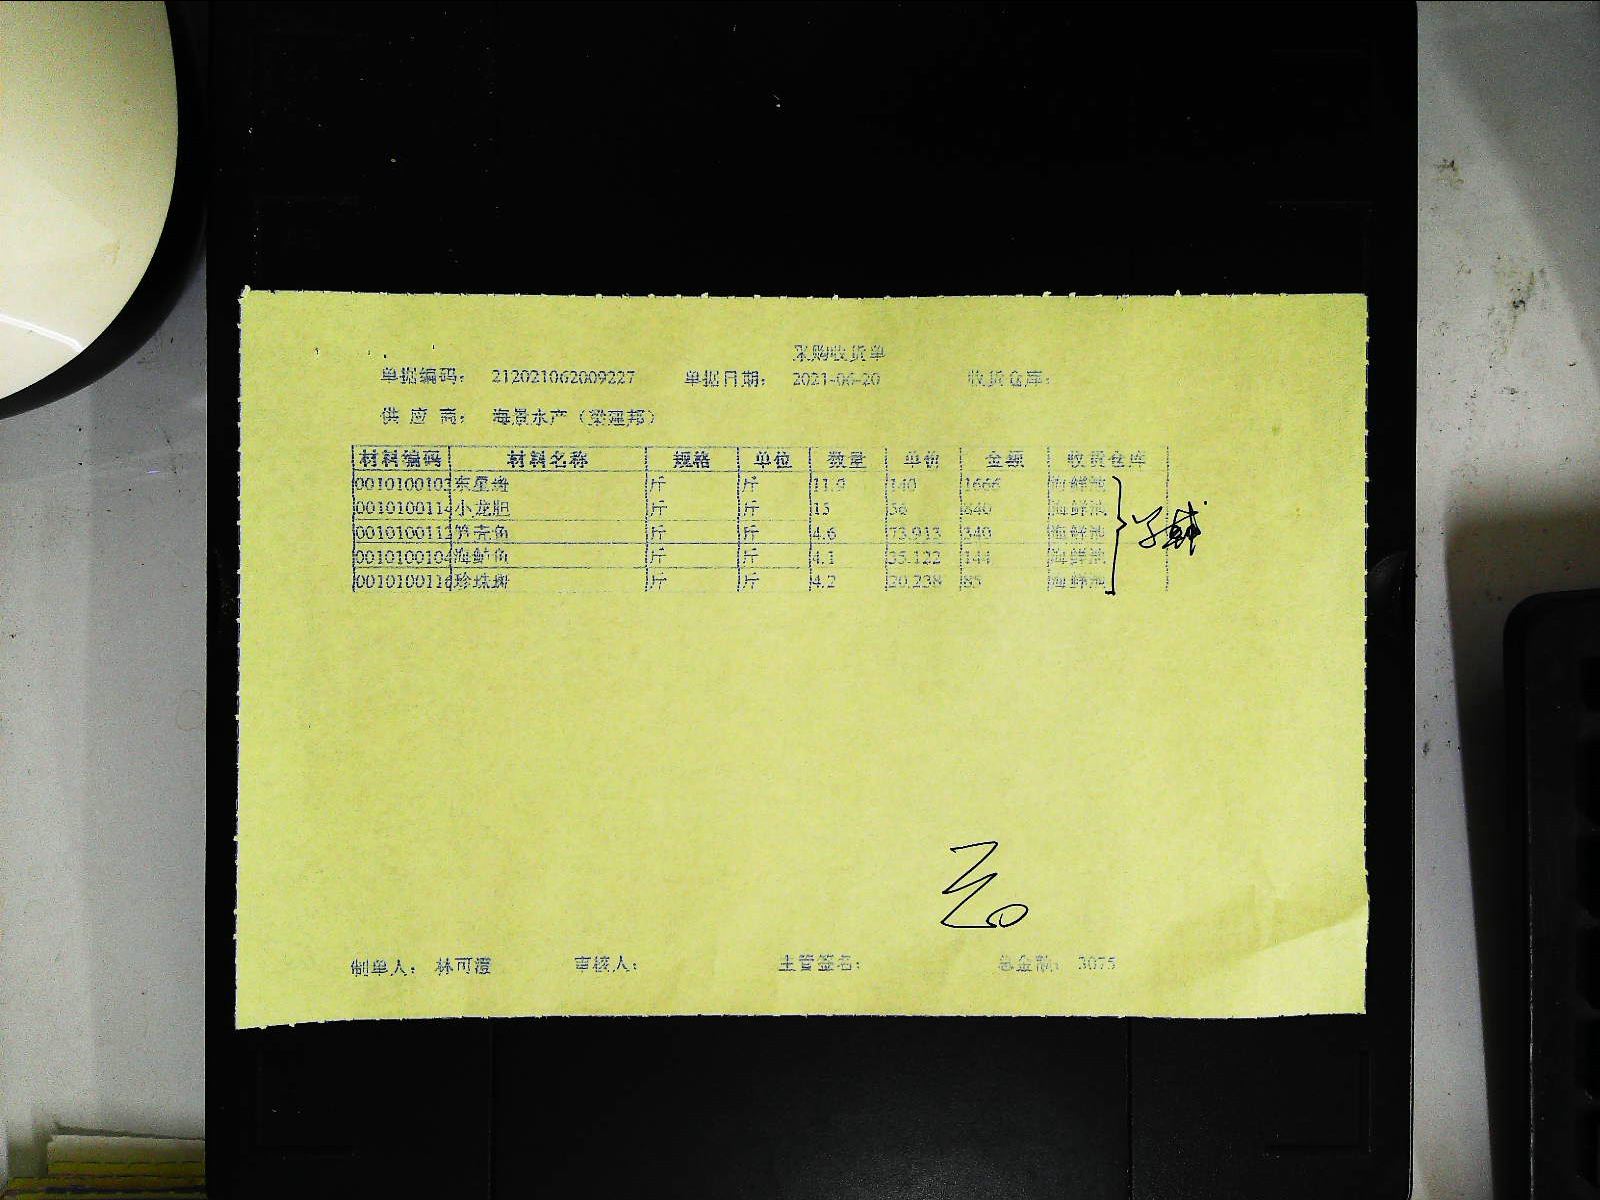 采购收货单
单据编码： 212021062009227 单据日期： 2021-06-20 收货仓库：
供 应 商： 海景水产（梁建邦）
材料编码 材料名称 规格 单位 数量 单价 金额 收货仓库
0010100103 东星斑 斤 斤 11.9 140 1666 海鲜池
0010100114 小龙胆 斤 斤 15 56 840 海鲜池
0010100112 笋壳鱼 斤 斤 4.6 73.913 340 海鲜池
0010100104 海鲈鱼 斤 斤 4.1 35.122 144 海鲜池
0010100116 珍珠斑 斤 斤 4.2 20.238 85 海鲜池
制单人： 林可澄 审核人： 主管签名： 总金额： 3075